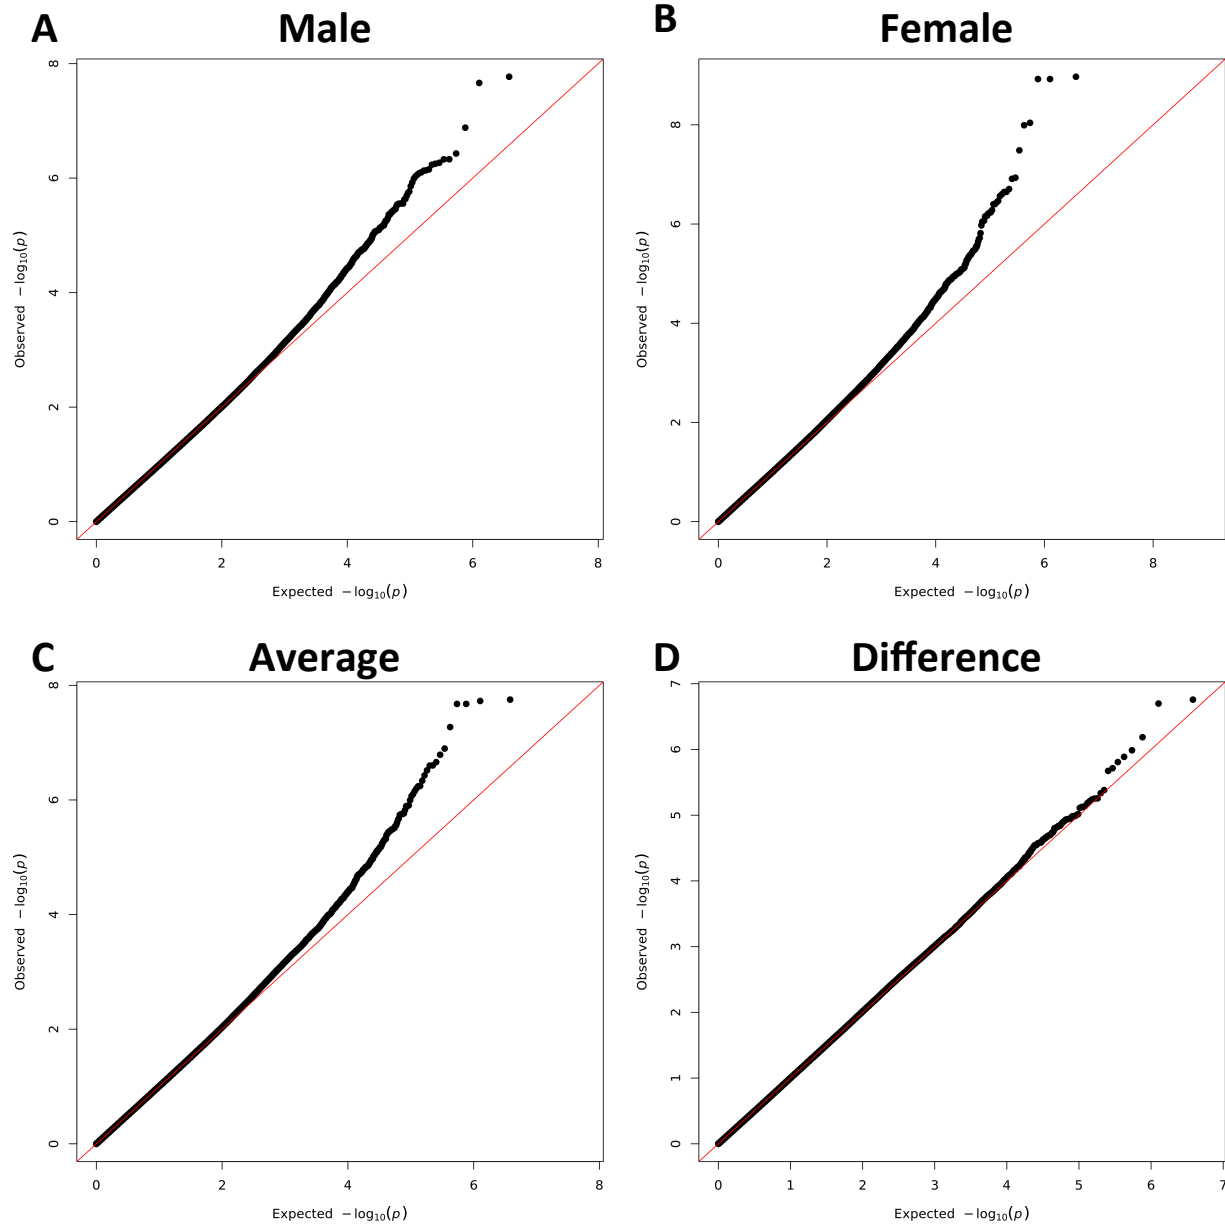 A Male
8
6
4
2
0
Observed −log10(p)
0 2 4 6 8
Expected −log10(p)
B Female
8
6
4
2
0
Observed −log10(p)
0 2 4 6 8
Expected −log10(p)
C Average
8
6
4
2
0
Observed −log10(p)
0 2 4 6 8
Expected −log10(p)
D Difference
7
6
5
4
3
2
1
0
Observed −log10(p)
0 1 2 3 4 5 6 7
Expected −log10(p)